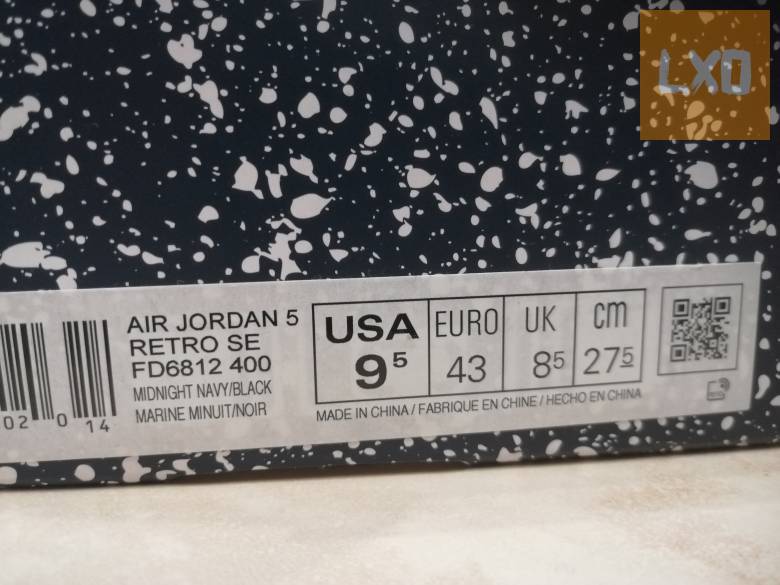 LXO
AIR JORDAN 5
RETRO SE
FD6812 400
MIDNIGHT NAVY/BLACK
MARINE MINUIT/NOIR
02 0 14
USA EURO UK cm
9⁵ 43 8⁵ 27⁵
MADE IN CHINA / FABRIQUE EN CHINE / HECHO EN CHINA